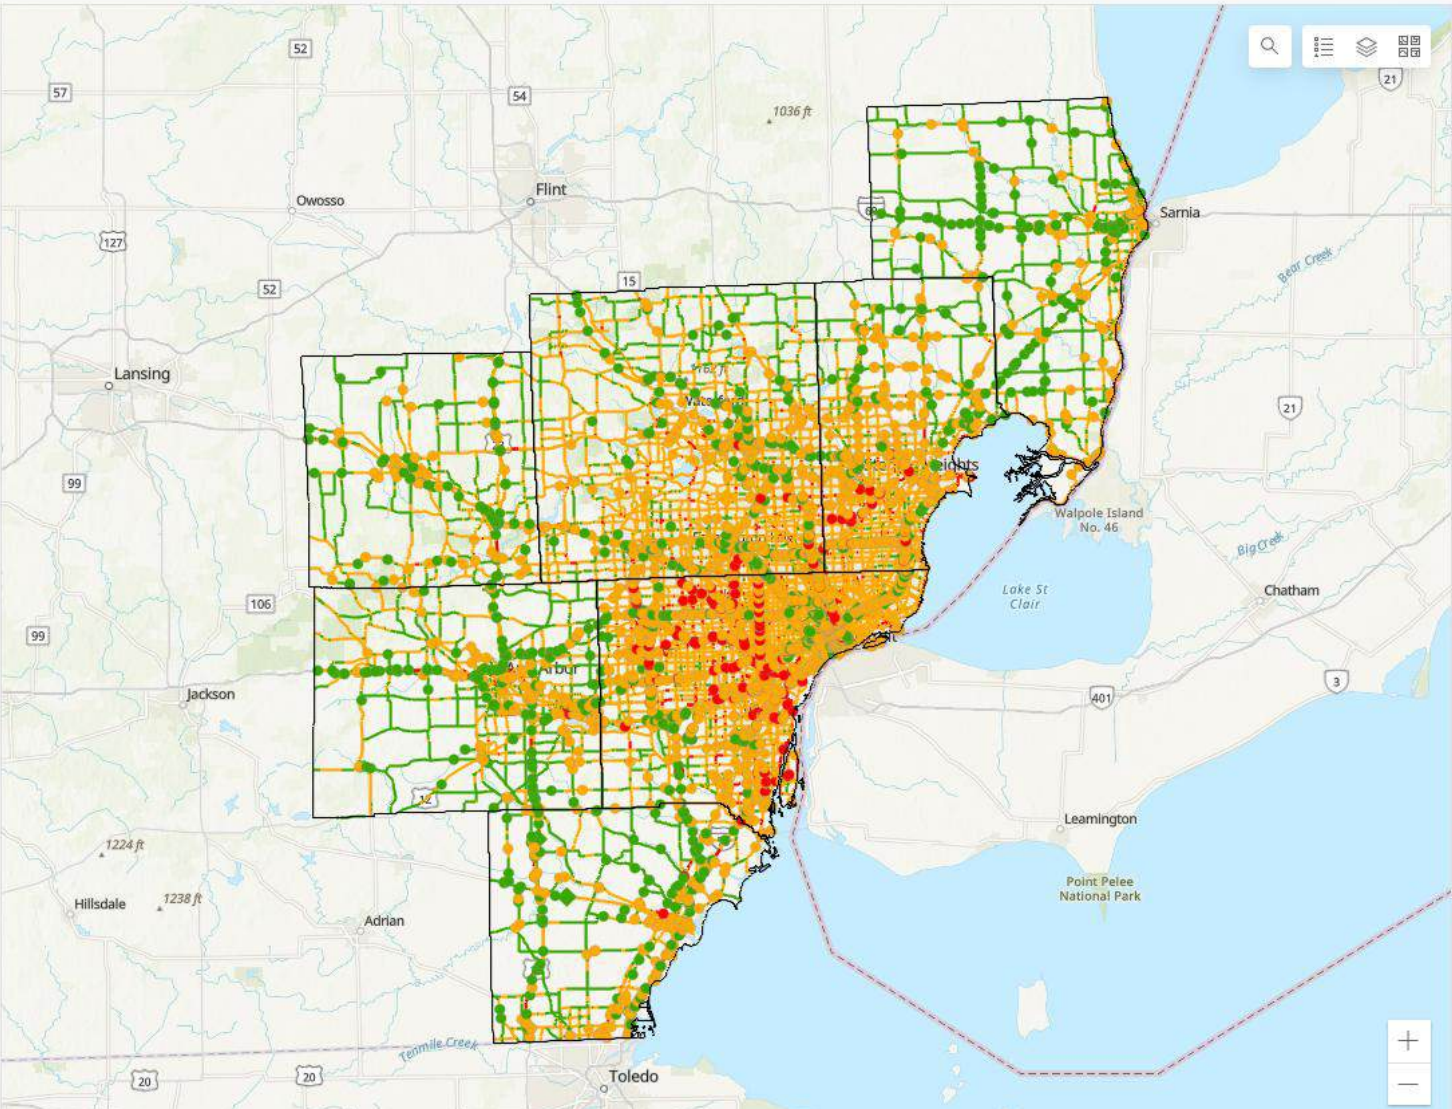 52
57
54
1036 ft
21
Flint
Owosso
Sarnia
127
Bear Creek
52
15
Lansing
21
99
Walpole Island
No. 46
Big Creek
Lake St
Clair
Chatham
106
99
Arbor
Jackson
401
3
12
Leamington
1224 ft
1238 ft
Hillsdale
Adrian
Point Pelee
National Park
Tenmile Creek
20
20
Toledo